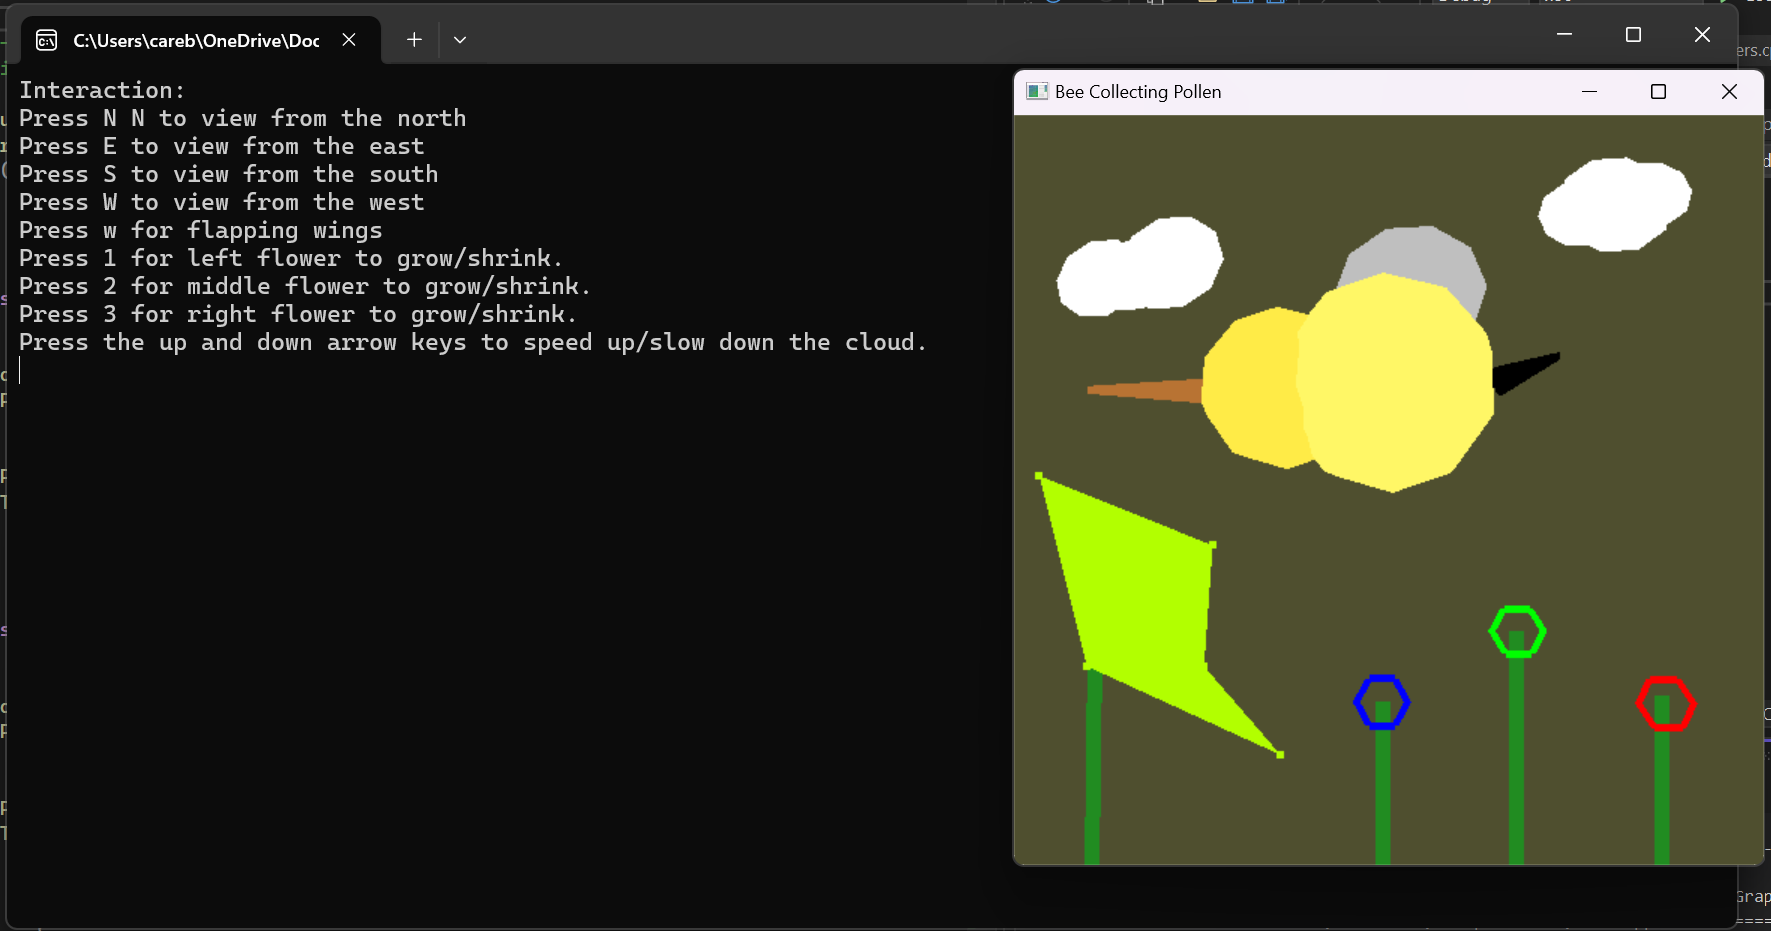 C:\Users\careb\OneDrive\Doc
Interaction:
Press N N to view from the north
Press E to view from the east
Press S to view from the south
Press W to view from the west
Press w for flapping wings
Press 1 for left flower to grow/shrink.
Press 2 for middle flower to grow/shrink.
Press 3 for right flower to grow/shrink.
Press the up and down arrow keys to speed up/slow down the cloud.
Bee Collecting Pollen
ers.c
Grap
====